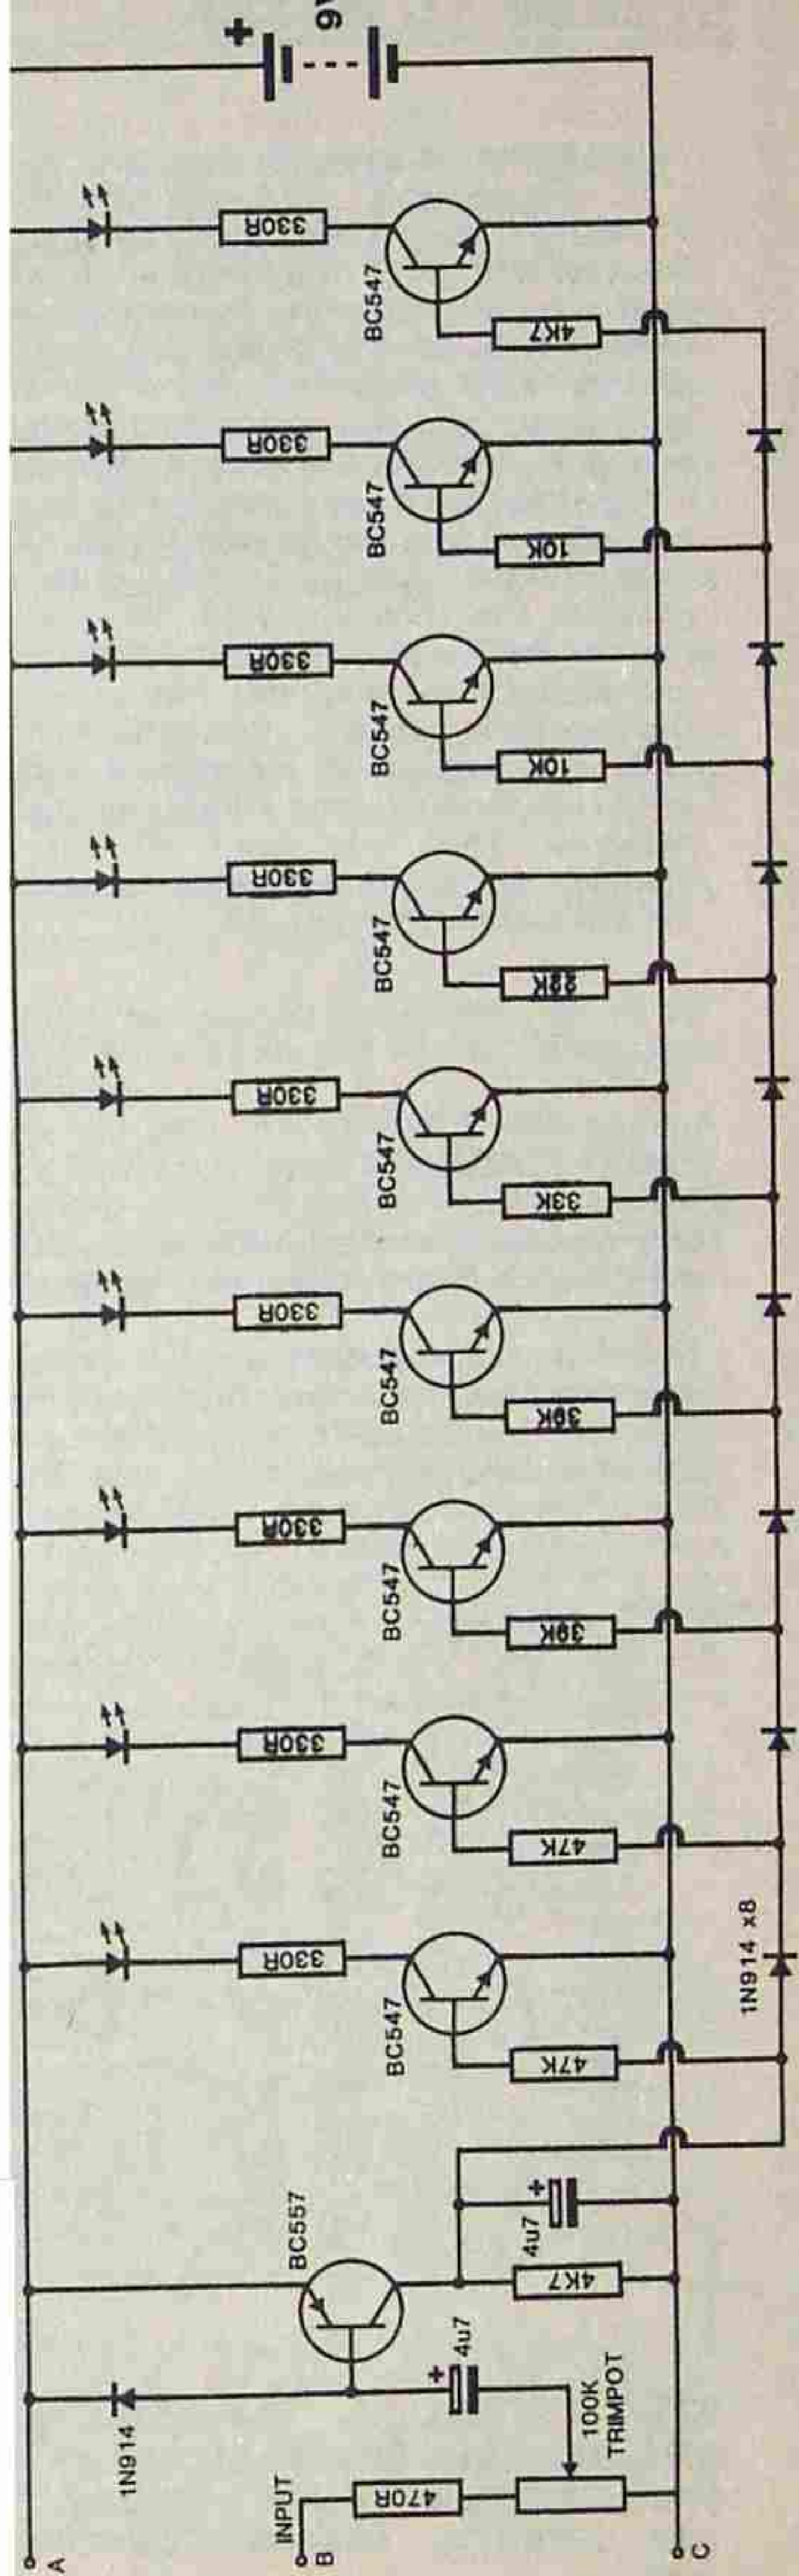 +
9V
330R
BC547
4K7
330R
BC547
10K
330R
BC547
10K
330R
BC547
22K
330R
BC547
33K
330R
BC547
39K
330R
BC547
39K
330R
BC547
47K
330R
BC547
47K
1N914 x8
BC557
+
4u7
4K7
+
4u7
1N914
100K
TRIMPOT
INPUT
470R
A
B
C